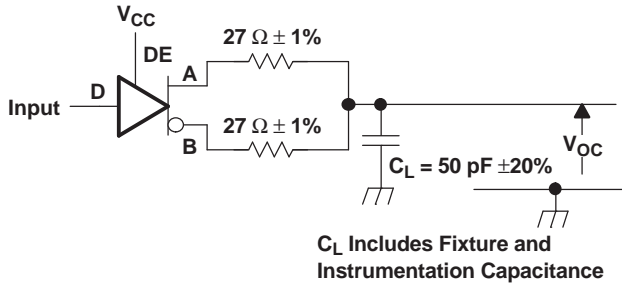 V_CC
DE
A
27 Ω ± 1%
Input
D
B
27 Ω ± 1%
C_L = 50 pF ±20%
V_OC
C_L Includes Fixture and
Instrumentation Capacitance